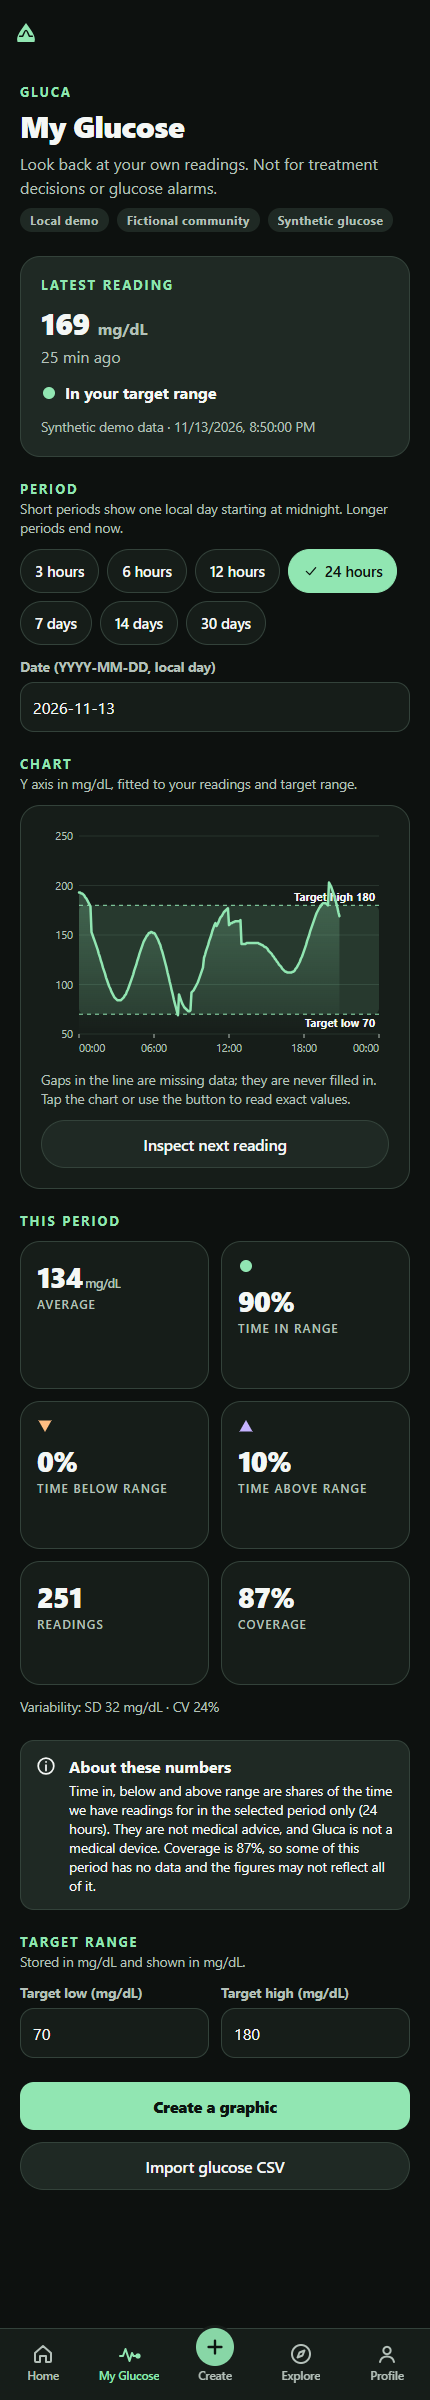 GLUCA
My Glucose
Look back at your own readings. Not for treatment
decisions or glucose alarms.
Local demo
Fictional community
Synthetic glucose
LATEST READING
169 mg/dL
25 min ago
In your target range
Synthetic demo data · 11/13/2026, 8:50:00 PM
PERIOD
Short periods show one local day starting at midnight. Longer
periods end now.
3 hours
6 hours
12 hours
24 hours
7 days
14 days
30 days
Date (YYYY-MM-DD, local day)
2026-11-13
CHART
Y axis in mg/dL, fitted to your readings and target range.
250
200
Target high 180
150
100
Target low 70
50
00:00
06:00
12:00
18:00
00:00
Gaps in the line are missing data; they are never filled in.
Tap the chart or use the button to read exact values.
Inspect next reading
THIS PERIOD
134 mg/dL
AVERAGE
90%
TIME IN RANGE
0%
TIME BELOW RANGE
10%
TIME ABOVE RANGE
251
READINGS
87%
COVERAGE
Variability: SD 32 mg/dL · CV 24%
About these numbers
Time in, below and above range are shares of the time
we have readings for in the selected period only (24
hours). They are not medical advice, and Gluca is not a
medical device. Coverage is 87%, so some of this
period has no data and the figures may not reflect all
of it.
TARGET RANGE
Stored in mg/dL and shown in mg/dL.
Target low (mg/dL)
Target high (mg/dL)
70
180
Create a graphic
Import glucose CSV
Home
My Glucose
Create
Explore
Profile